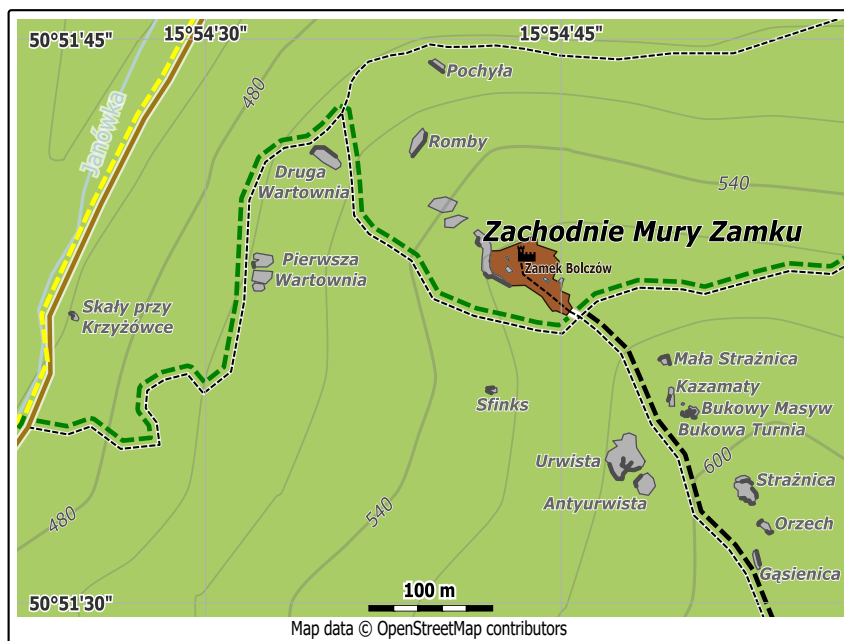 50°51'45"
15°54'30"
15°54'45"
Janówka
480
Pochyła
Romby
Druga
Wartownia
540
Zachodnie Mury Zamku
Zamek Bolczów
Pierwsza
Wartownia
Skały przy
Krzyżówce
Mała Strażnica
Kazamaty
Sfinks
Bukowy Masyw
Bukowa Turnia
Urwista
600
Strażnica
Antyurwista
480
540
Orzech
Gąsienica
50°51'30"
100 m
Map data © OpenStreetMap contributors